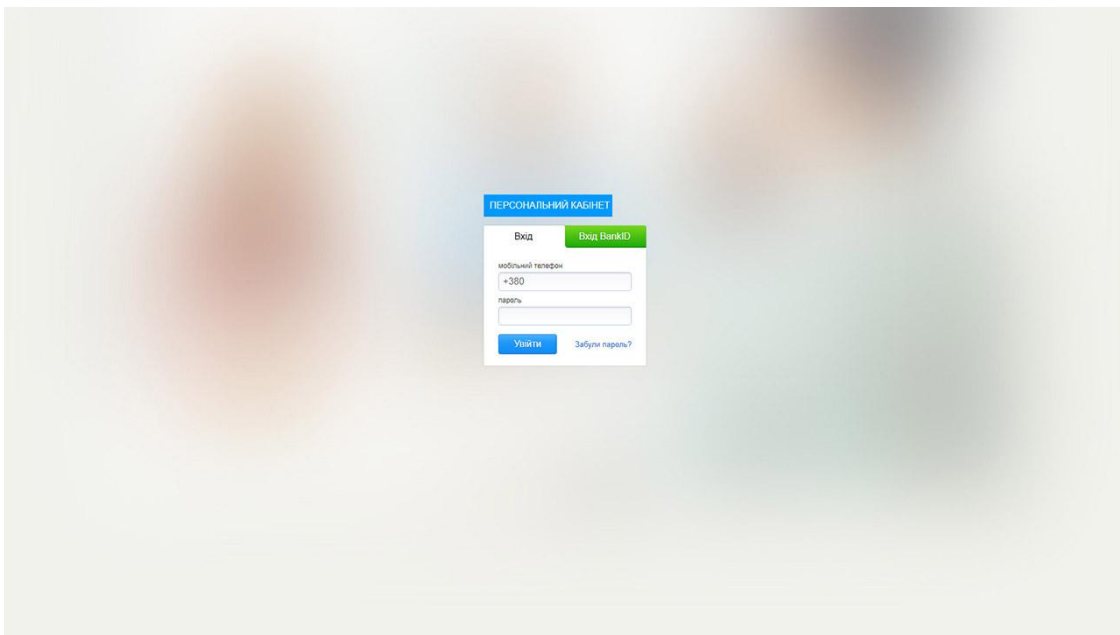 ПЕРСОНАЛЬНИЙ КАБІНЕТ
Вхід
Вхід BankID
мобільний телефон
+380
пароль
Увійти
Забули пароль?